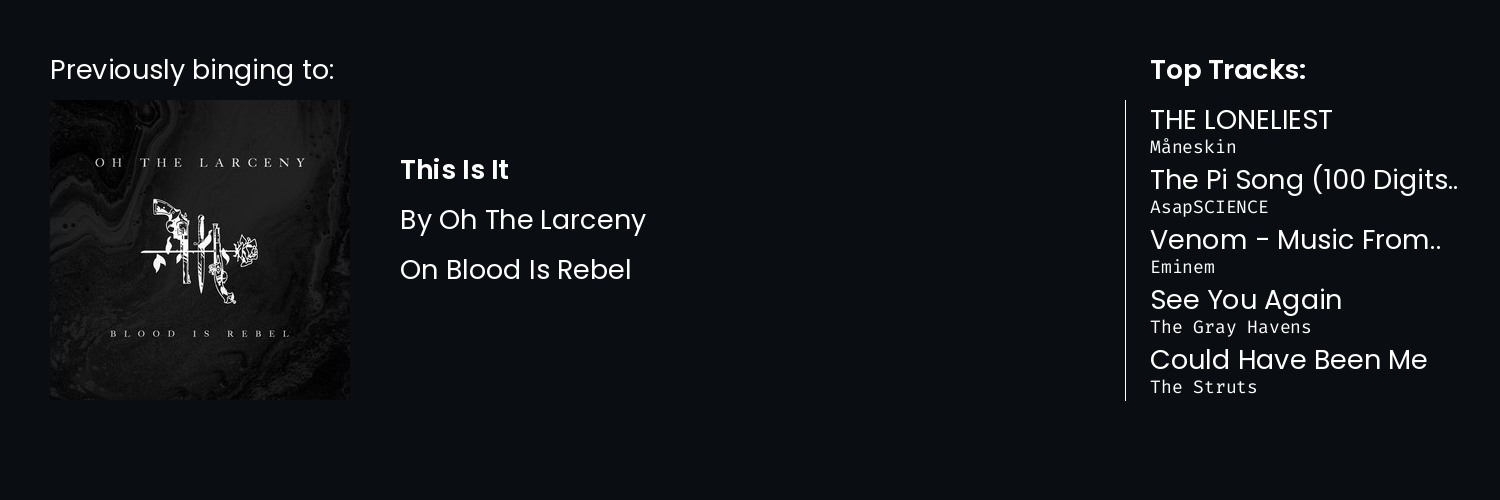 Previously binging to:
OH THE LARCENY
BLOOD IS REBEL
This Is It
By Oh The Larceny
On Blood Is Rebel
Top Tracks:
THE LONELIEST
Måneskin
The Pi Song (100 Digits..
AsapSCIENCE
Venom - Music From..
Eminem
See You Again
The Gray Havens
Could Have Been Me
The Struts